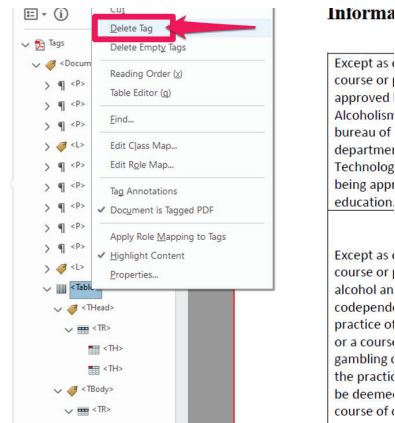 Cut
Delete Tag
Delete Empty Tags
Reading Order (x)
Table Editor (q)
Find...
Edit Class Map...
Edit Role Map...
Tag Annotations
Document is Tagged PDF
Apply Role Mapping to Tags
Highlight Content
Properties...
Tags
<Docum
<P>
<P>
<P>
<L>
<P>
<P>
<P>
<P>
<P>
<L>
<Table
<THead>
<TR>
<TH>
<TH>
<TBody>
<TR>
Informa
Except as
course or
approved
Alcoholism
bureau of
departmen
Technolog
being appr
education.
Except as
course or
alcohol an
codepend
practice of
or a course
gambling
the practic
be deeme
course of